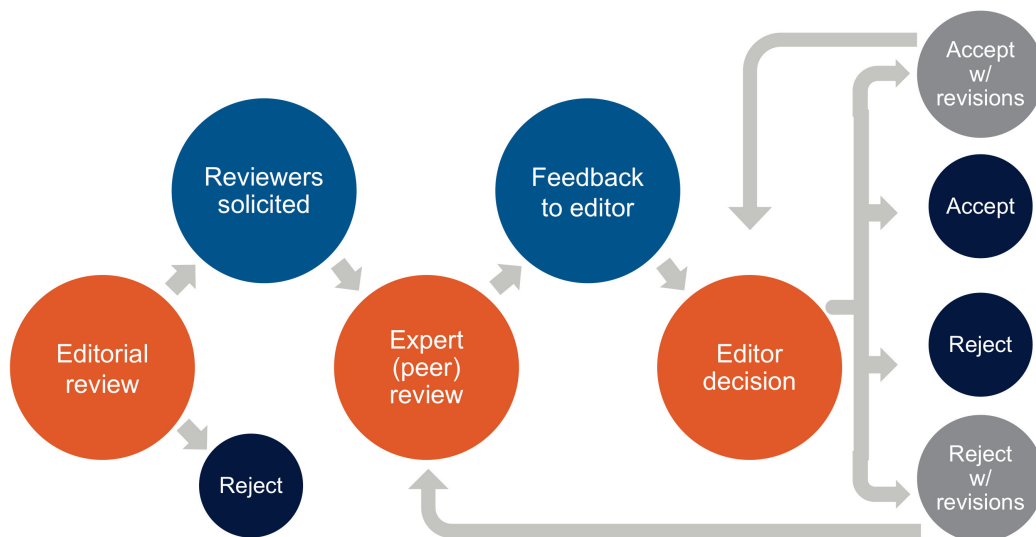 Editorial
review
Reject
Reviewers
solicited
Expert
(peer)
review
Feedback
to editor
Editor
decision
Accept
w/
revisions
Accept
Reject
Reject
w/
revisions